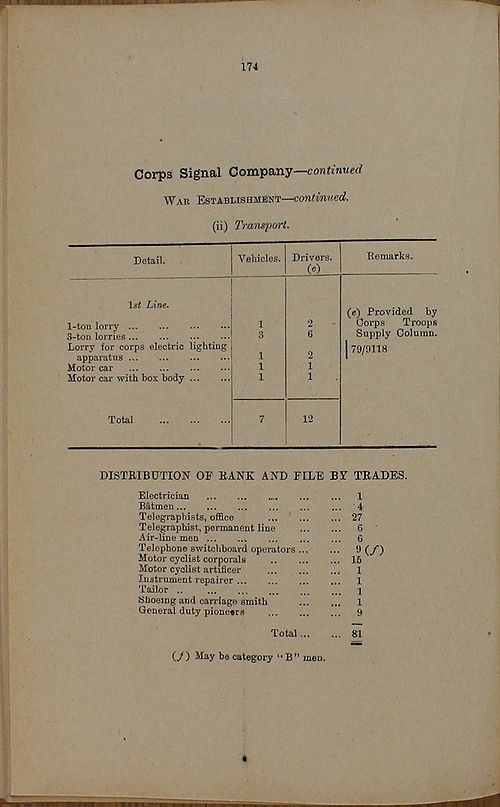 174
Corps Signal Company—continued
War Establishment—continued.
(ii) Transport.
Detail. Vehicles. Drivers. (e) Remarks.
1st Line.
1-ton lorry ... ... ... ... 1 2
3-ton lorries ... ... ... ... 3 6
Lorry for corps electric lighting
apparatus ... ... ... ... 1 2
Motor car ... ... ... ... 1 1
Motor car with box body ... ... 1 1
(e) Provided by
Corps Troops
Supply Column.
79/9118
Total ... ... ... 7 12
DISTRIBUTION OF RANK AND FILE BY TRADES.
Electrician ... ... ... ... ... 1
Bâtmen ... ... ... ... ... ... 4
Telegraphists, office ... ... ... 27
Telegraphist, permanent line ... ... 6
Air-line men ... ... ... ... ... 6
Telephone switchboard operators ... ... 9 (f)
Motor cyclist corporals .. ... ... 15
Motor cyclist artificer ... ... ... 1
Instrument repairer ... ... ... ... 1
Tailor .. ... ... ... ... ... 1
Shoeing and carriage smith ... ... 1
General duty pioneers ... ... ... 9
Total ... ... 81
(f) May be category "B" men.